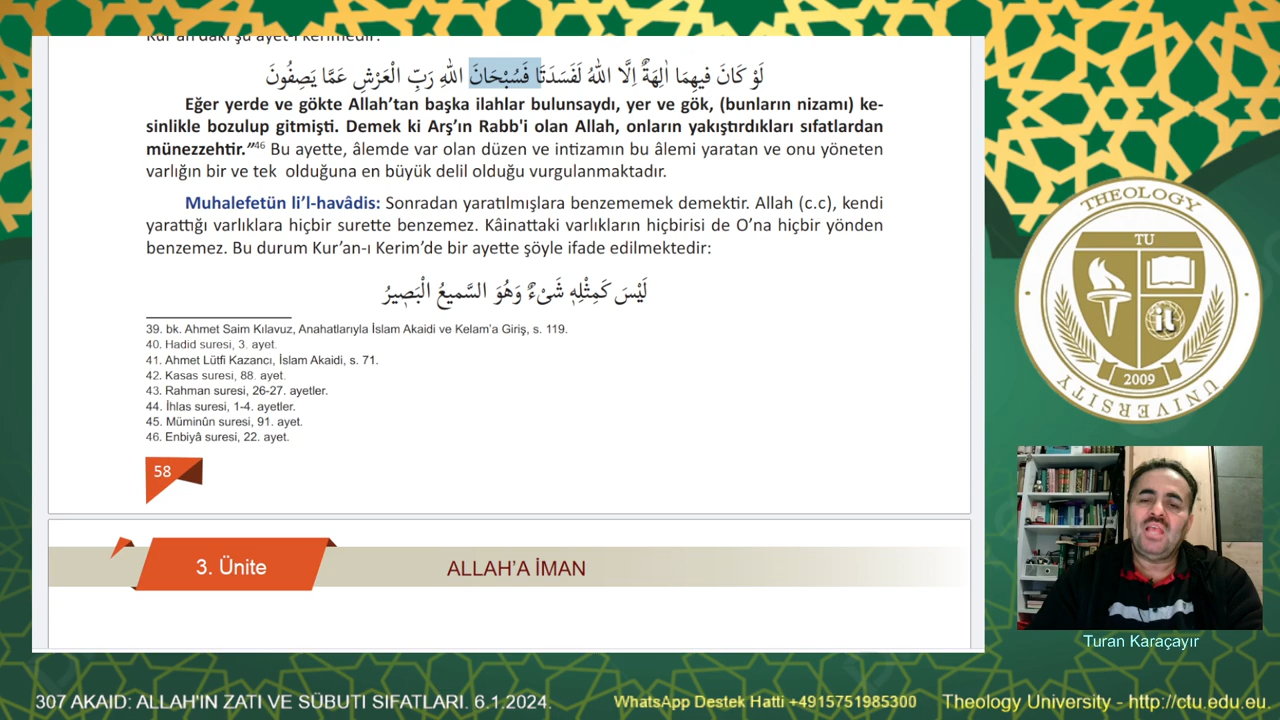 Kur'an'daki şu ayet-i kerimedir:
لَوْ كَانَ فٖيهِمَا اٰلِهَةٌ اِلَّا اللّٰهُ لَفَسَدَتَا فَسُبْحَانَ اللّٰهِ رَبِّ الْعَرْشِ عَمَّا يَصِفُونَ
Eğer yerde ve gökte Allah'tan başka ilahlar bulunsaydı, yer ve gök, (bunların nizamı) ke-
sinlikle bozulup gitmişti. Demek ki Arş'ın Rabb'i olan Allah, onların yakıştırdıkları sıfatlardan
münezzehtir."46 Bu ayette, âlemde var olan düzen ve intizamın bu âlemi yaratan ve onu yöneten
varlığın bir ve tek olduğuna en büyük delil olduğu vurgulanmaktadır.
Muhalefetün li'l-havâdis: Sonradan yaratılmışlara benzememek demektir. Allah (c.c), kendi
yarattığı varlıklara hiçbir surette benzemez. Kâinattaki varlıkların hiçbirisi de O'na hiçbir yönden
benzemez. Bu durum Kur'an-ı Kerim'de bir ayette şöyle ifade edilmektedir:
لَيْسَ كَمِثْلِهٖ شَیْءٌ وَهُوَ السَّمٖيعُ الْبَصٖيرُ
39. bk. Ahmet Saim Kılavuz, Anahatlarıyla İslam Akaidi ve Kelam'a Giriş, s. 119.
40. Hadid suresi, 3. ayet.
41. Ahmet Lütfi Kazancı, İslam Akaidi, s. 71.
42. Kasas suresi, 88. ayet.
43. Rahman suresi, 26-27. ayetler.
44. İhlas suresi, 1-4. ayetler.
45. Müminûn suresi, 91. ayet.
46. Enbiyâ suresi, 22. ayet.
58
3. Ünite
ALLAH'A İMAN
THEOLOGY
TU
2009
UNIVERSITY
Turan Karaçayır
307 AKAID: ALLAH'IN ZATI VE SÜBUTI SIFATLARI. 6.1.2024.
WhatsApp Destek Hatti +4915751985300
Theology University - http://ctu.edu.eu.